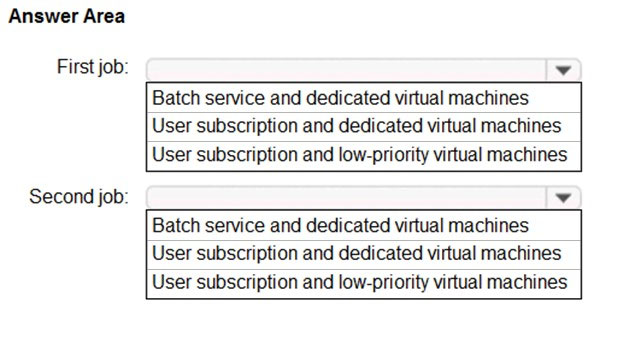 Answer Area
First job:
Batch service and dedicated virtual machines
User subscription and dedicated virtual machines
User subscription and low-priority virtual machines
Second job:
Batch service and dedicated virtual machines
User subscription and dedicated virtual machines
User subscription and low-priority virtual machines